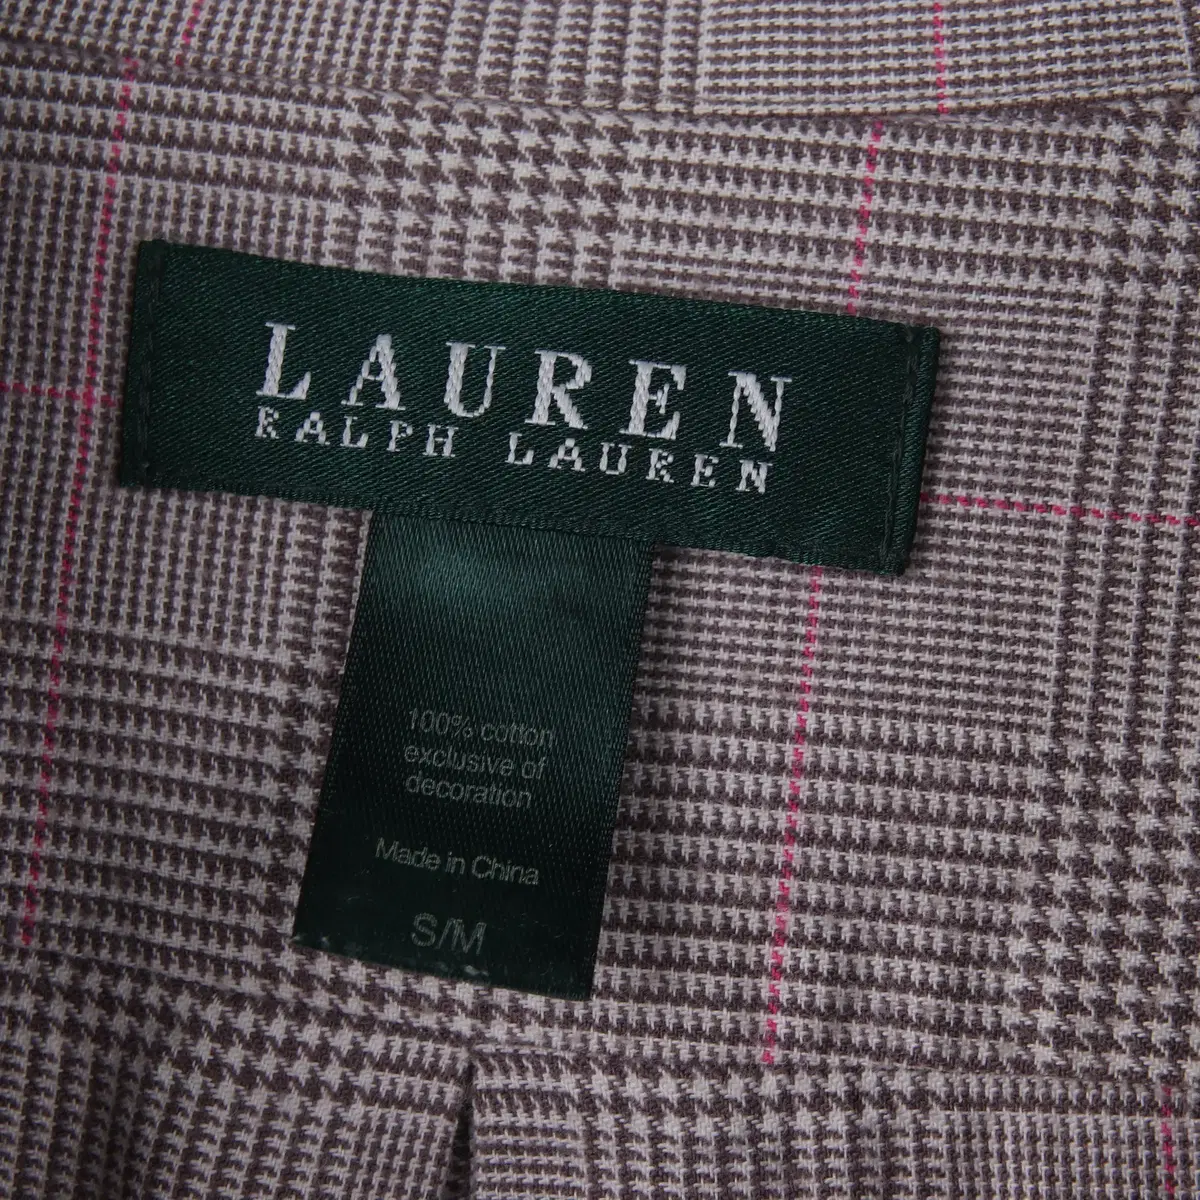 LAUREN
RALPH LAUREN
100% cotton
exclusive of
decoration
Made in China
S/M